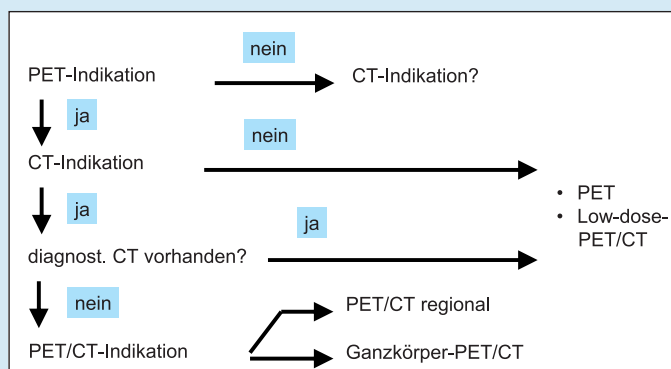 nein
PET-Indikation
CT-Indikation?
ja
nein
CT-Indikation
• PET
• Low-dose-
PET/CT
ja
ja
diagnost. CT vorhanden?
nein
PET/CT regional
PET/CT-Indikation
Ganzkörper-PET/CT